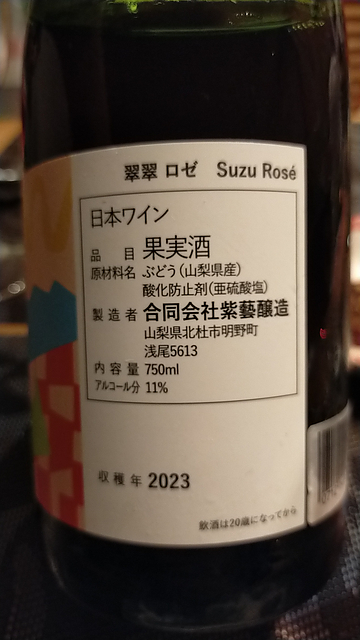 翠翠 ロゼ Suzu Rosé
日本ワイン
品目 果実酒
原材料名 ぶどう(山梨県産)
酸化防止剤(亜硫酸塩)
製造者 合同会社紫藝醸造
山梨県北杜市明野町
浅尾5613
内容量 750ml
アルコール分 11%
収穫年 2023
飲酒は20歳になってから